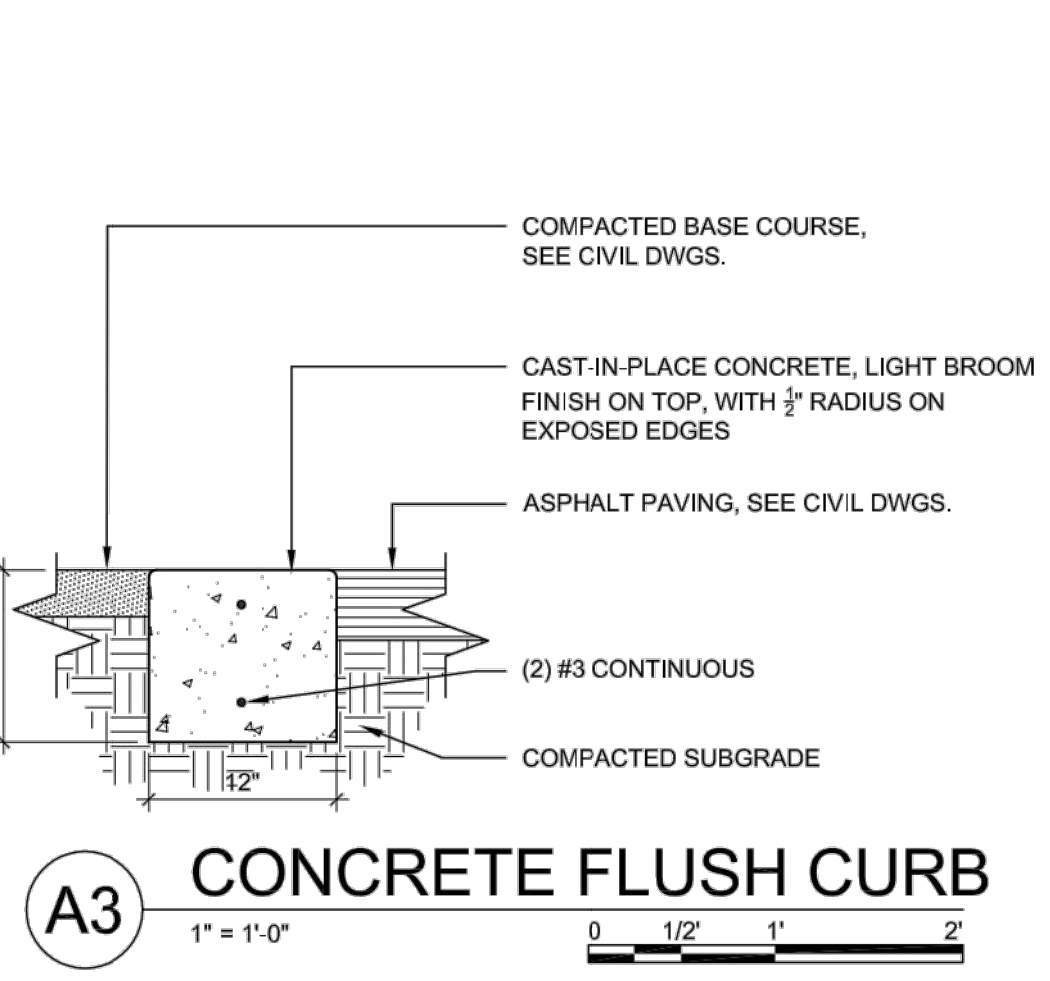 COMPACTED BASE COURSE,
SEE CIVIL DWGS.
CAST-IN-PLACE CONCRETE, LIGHT BROOM
FINISH ON TOP, WITH ½" RADIUS ON
EXPOSED EDGES
ASPHALT PAVING, SEE CIVIL DWGS.
(2) #3 CONTINUOUS
COMPACTED SUBGRADE
12"
A3
CONCRETE FLUSH CURB
1" = 1'-0"
0 1/2' 1' 2'